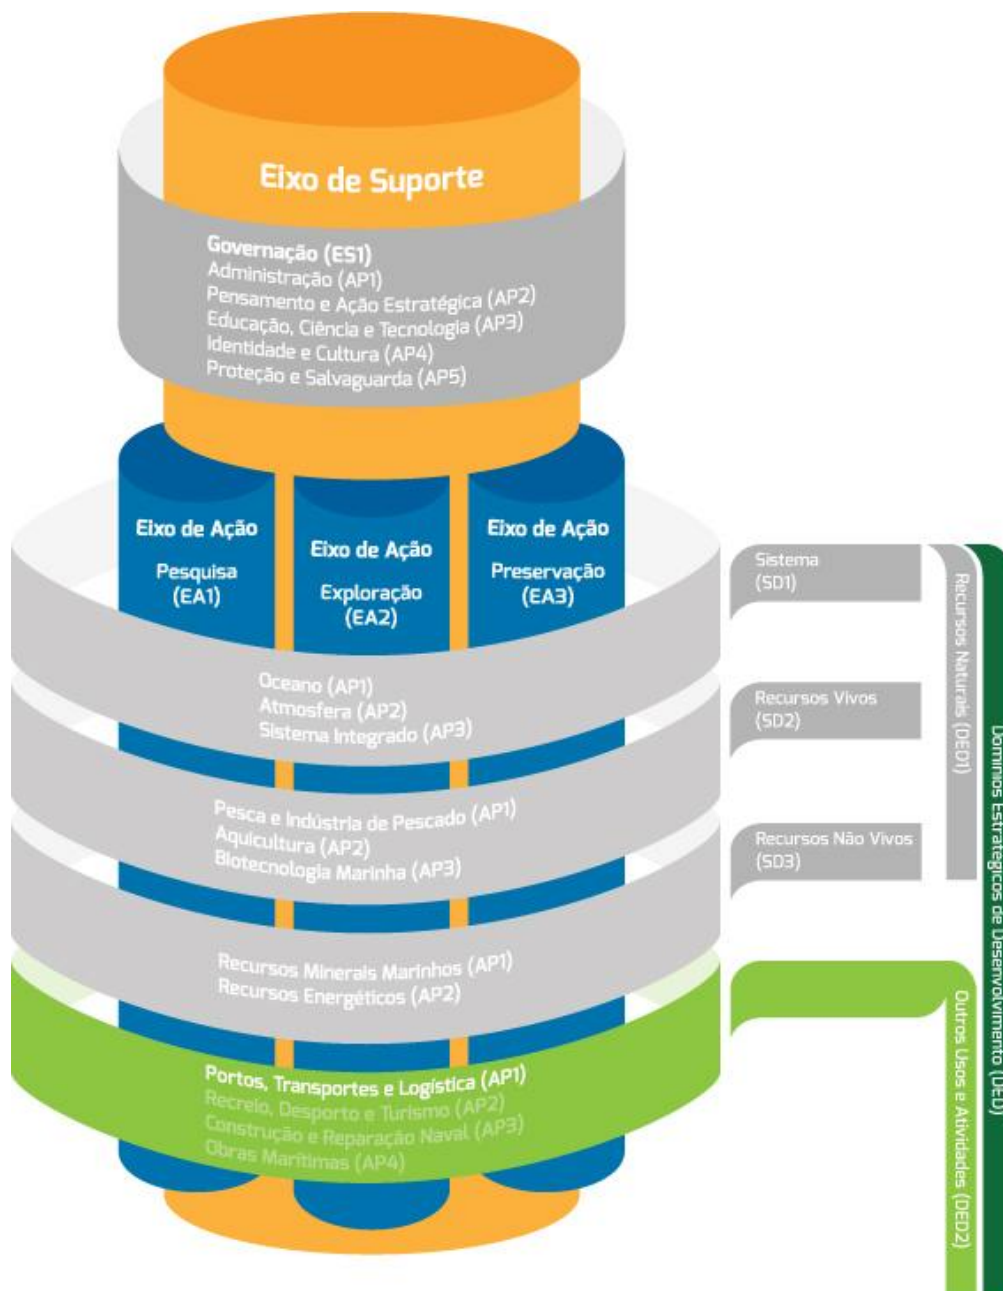 Eixo de Suporte
Governação (ES1)
Administração (AP1)
Pensamento e Ação Estratégica (AP2)
Educação, Ciência e Tecnologia (AP3)
Identidade e Cultura (AP4)
Proteção e Salvaguarda (AP5)
Eixo de Ação
Pesquisa
(EA1)
Eixo de Ação
Exploração
(EA2)
Eixo de Ação
Preservação
(EA3)
Oceano (AP1)
Atmosfera (AP2)
Sistema Integrado (AP3)
Pesca e Indústria de Pescado (AP1)
Aquicultura (AP2)
Biotecnologia Marinha (AP3)
Recursos Minerais Marinhos (AP1)
Recursos Energéticos (AP2)
Portos, Transportes e Logística (AP1)
Recreio, Desporto e Turismo (AP2)
Construção e Reparação Naval (AP3)
Obras Marítimas (AP4)
Sistema
(SD1)
Recursos Vivos
(SD2)
Recursos Não Vivos
(SD3)
Recursos Naturais (DED1)
Outros Usos e Atividades (DED2)
Domínios Estratégicos de Desenvolvimento (DED)